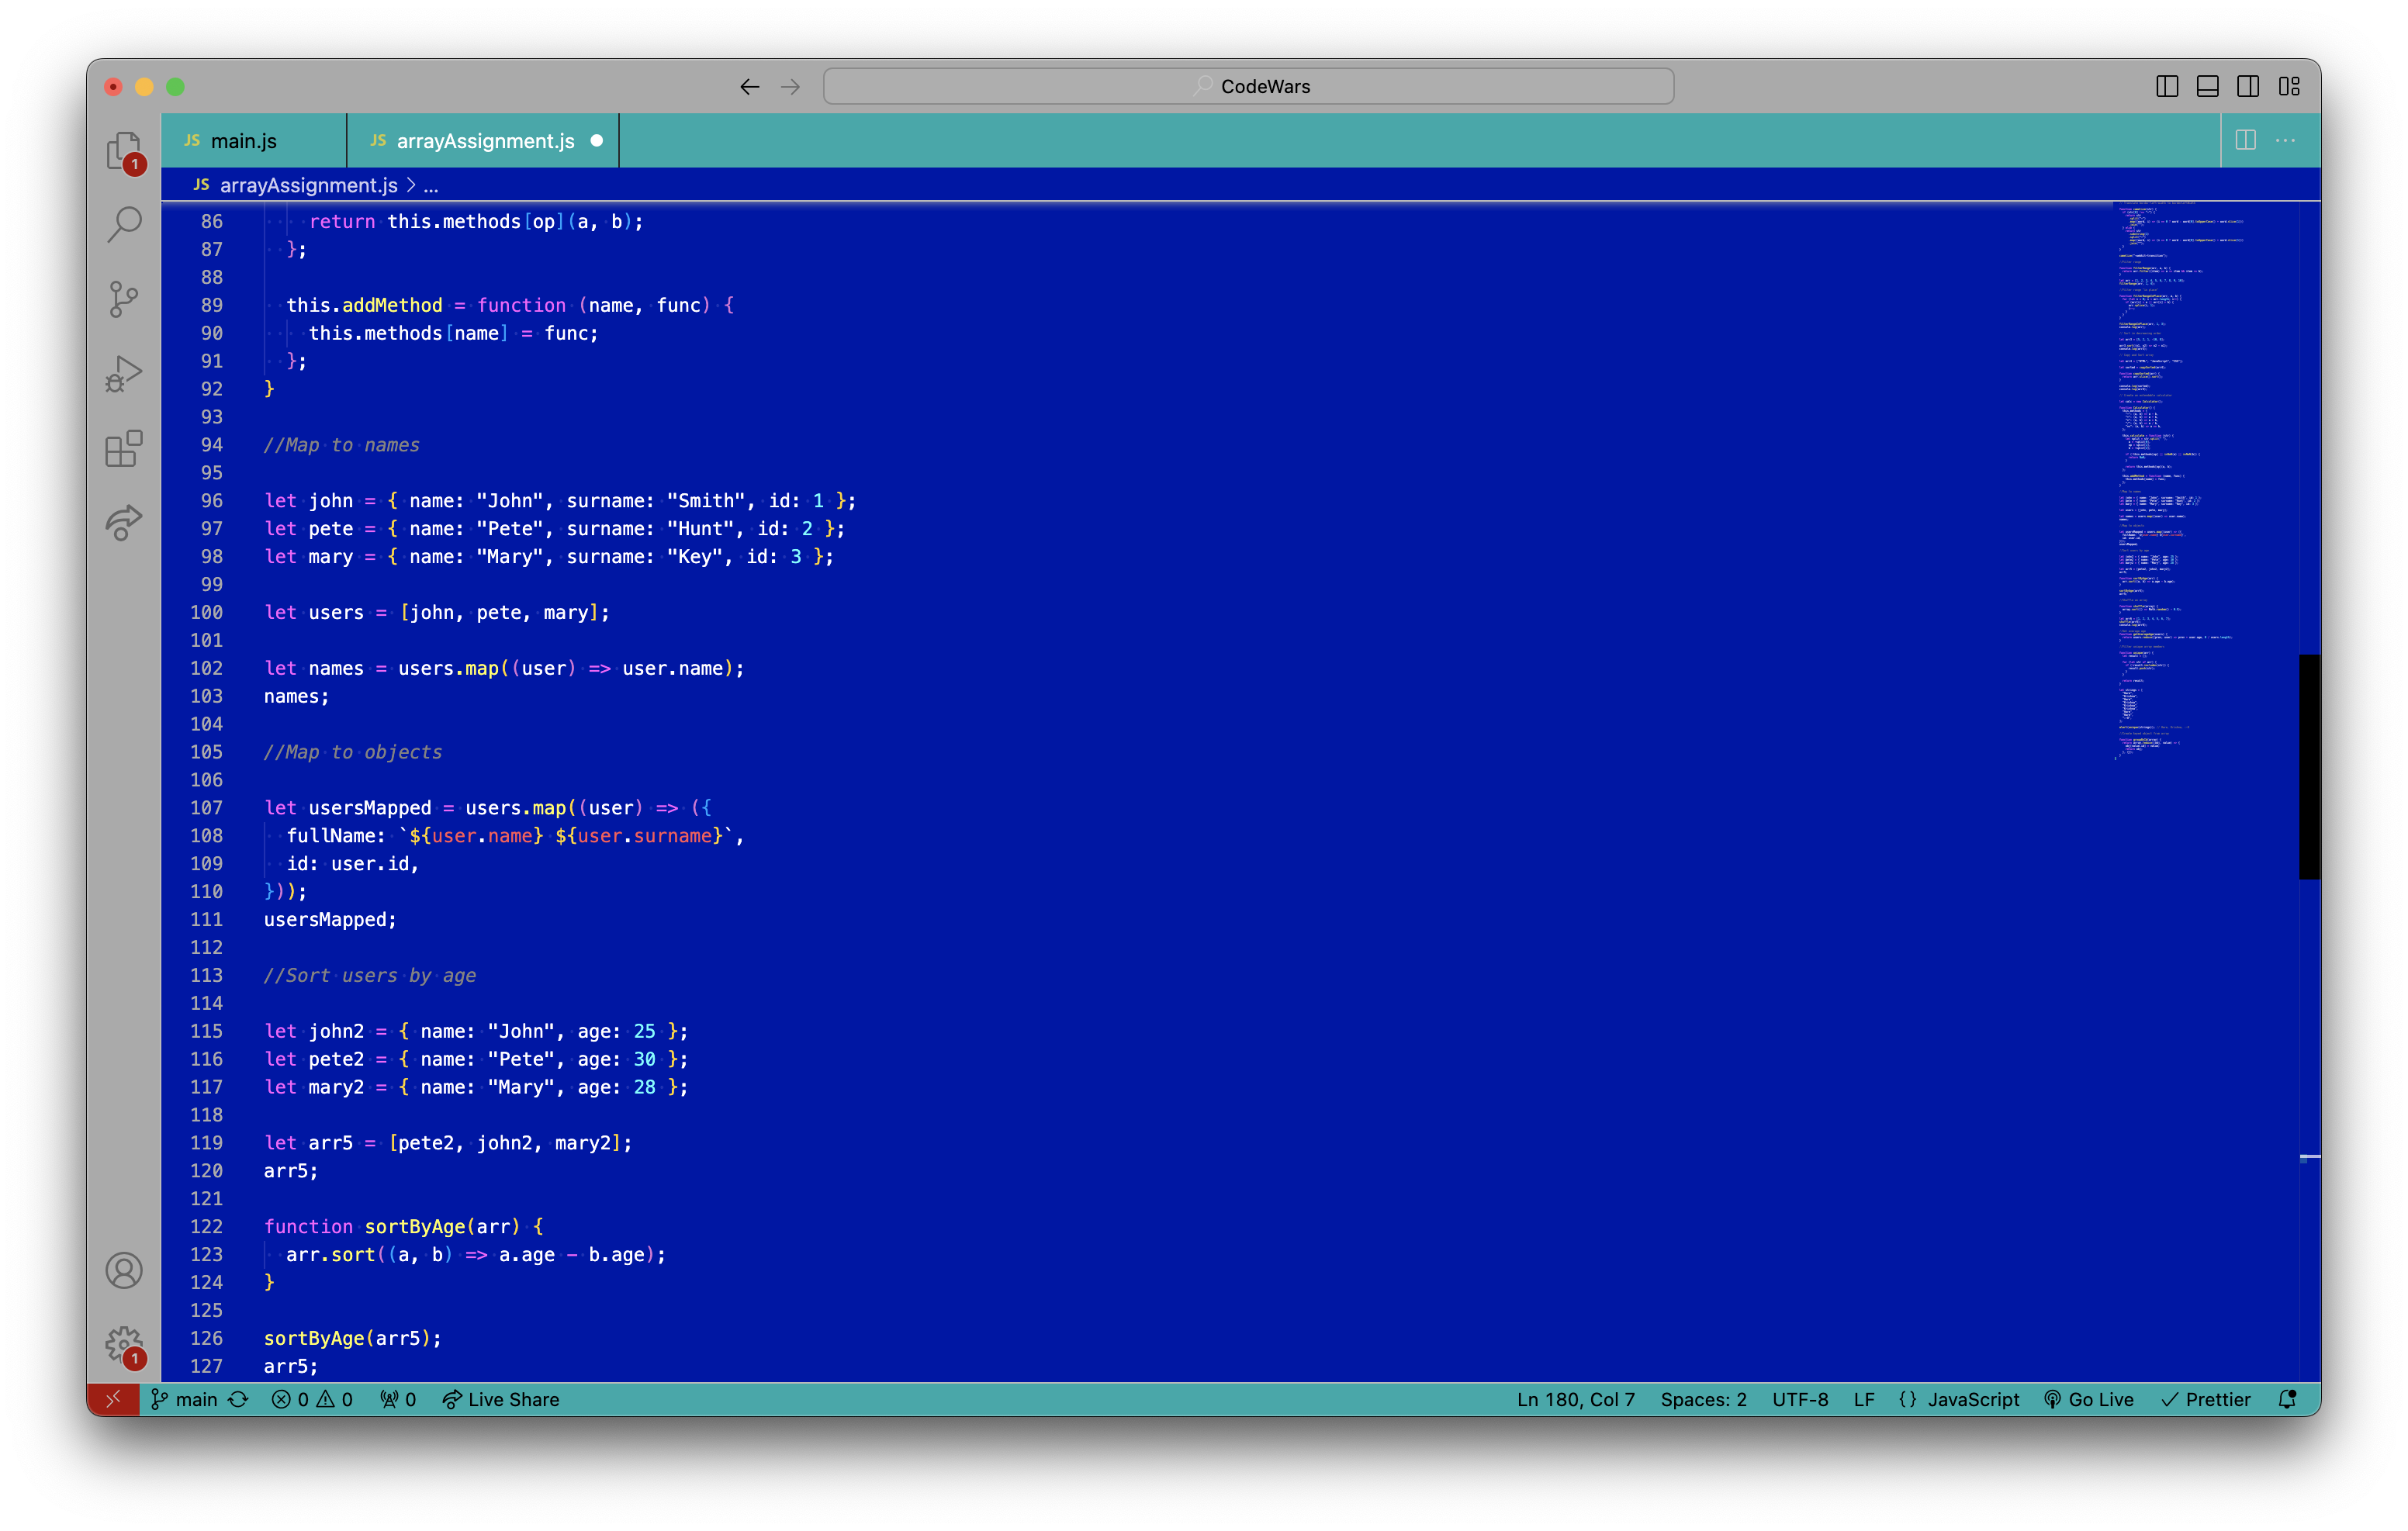 CodeWars
JS main.js
JS arrayAssignment.js
JS arrayAssignment.js > ...
86 return this.methods[op](a, b);
87 };
88
89 this.addMethod = function (name, func) {
90 this.methods[name] = func;
91 };
92 }
93
94 //Map to names
95
96 let john = { name: "John", surname: "Smith", id: 1 };
97 let pete = { name: "Pete", surname: "Hunt", id: 2 };
98 let mary = { name: "Mary", surname: "Key", id: 3 };
99
100 let users = [john, pete, mary];
101
102 let names = users.map((user) => user.name);
103 names;
104
105 //Map to objects
106
107 let usersMapped = users.map((user) => ({
108 fullName: `${user.name} ${user.surname}`,
109 id: user.id,
110 }));
111 usersMapped;
112
113 //Sort users by age
114
115 let john2 = { name: "John", age: 25 };
116 let pete2 = { name: "Pete", age: 30 };
117 let mary2 = { name: "Mary", age: 28 };
118
119 let arr5 = [pete2, john2, mary2];
120 arr5;
121
122 function sortByAge(arr) {
123 arr.sort((a, b) => a.age - b.age);
124 }
125
126 sortByAge(arr5);
127 arr5;
1
1
main 0 0 0 Live Share Ln 180, Col 7 Spaces: 2 UTF-8 LF {} JavaScript Go Live Prettier